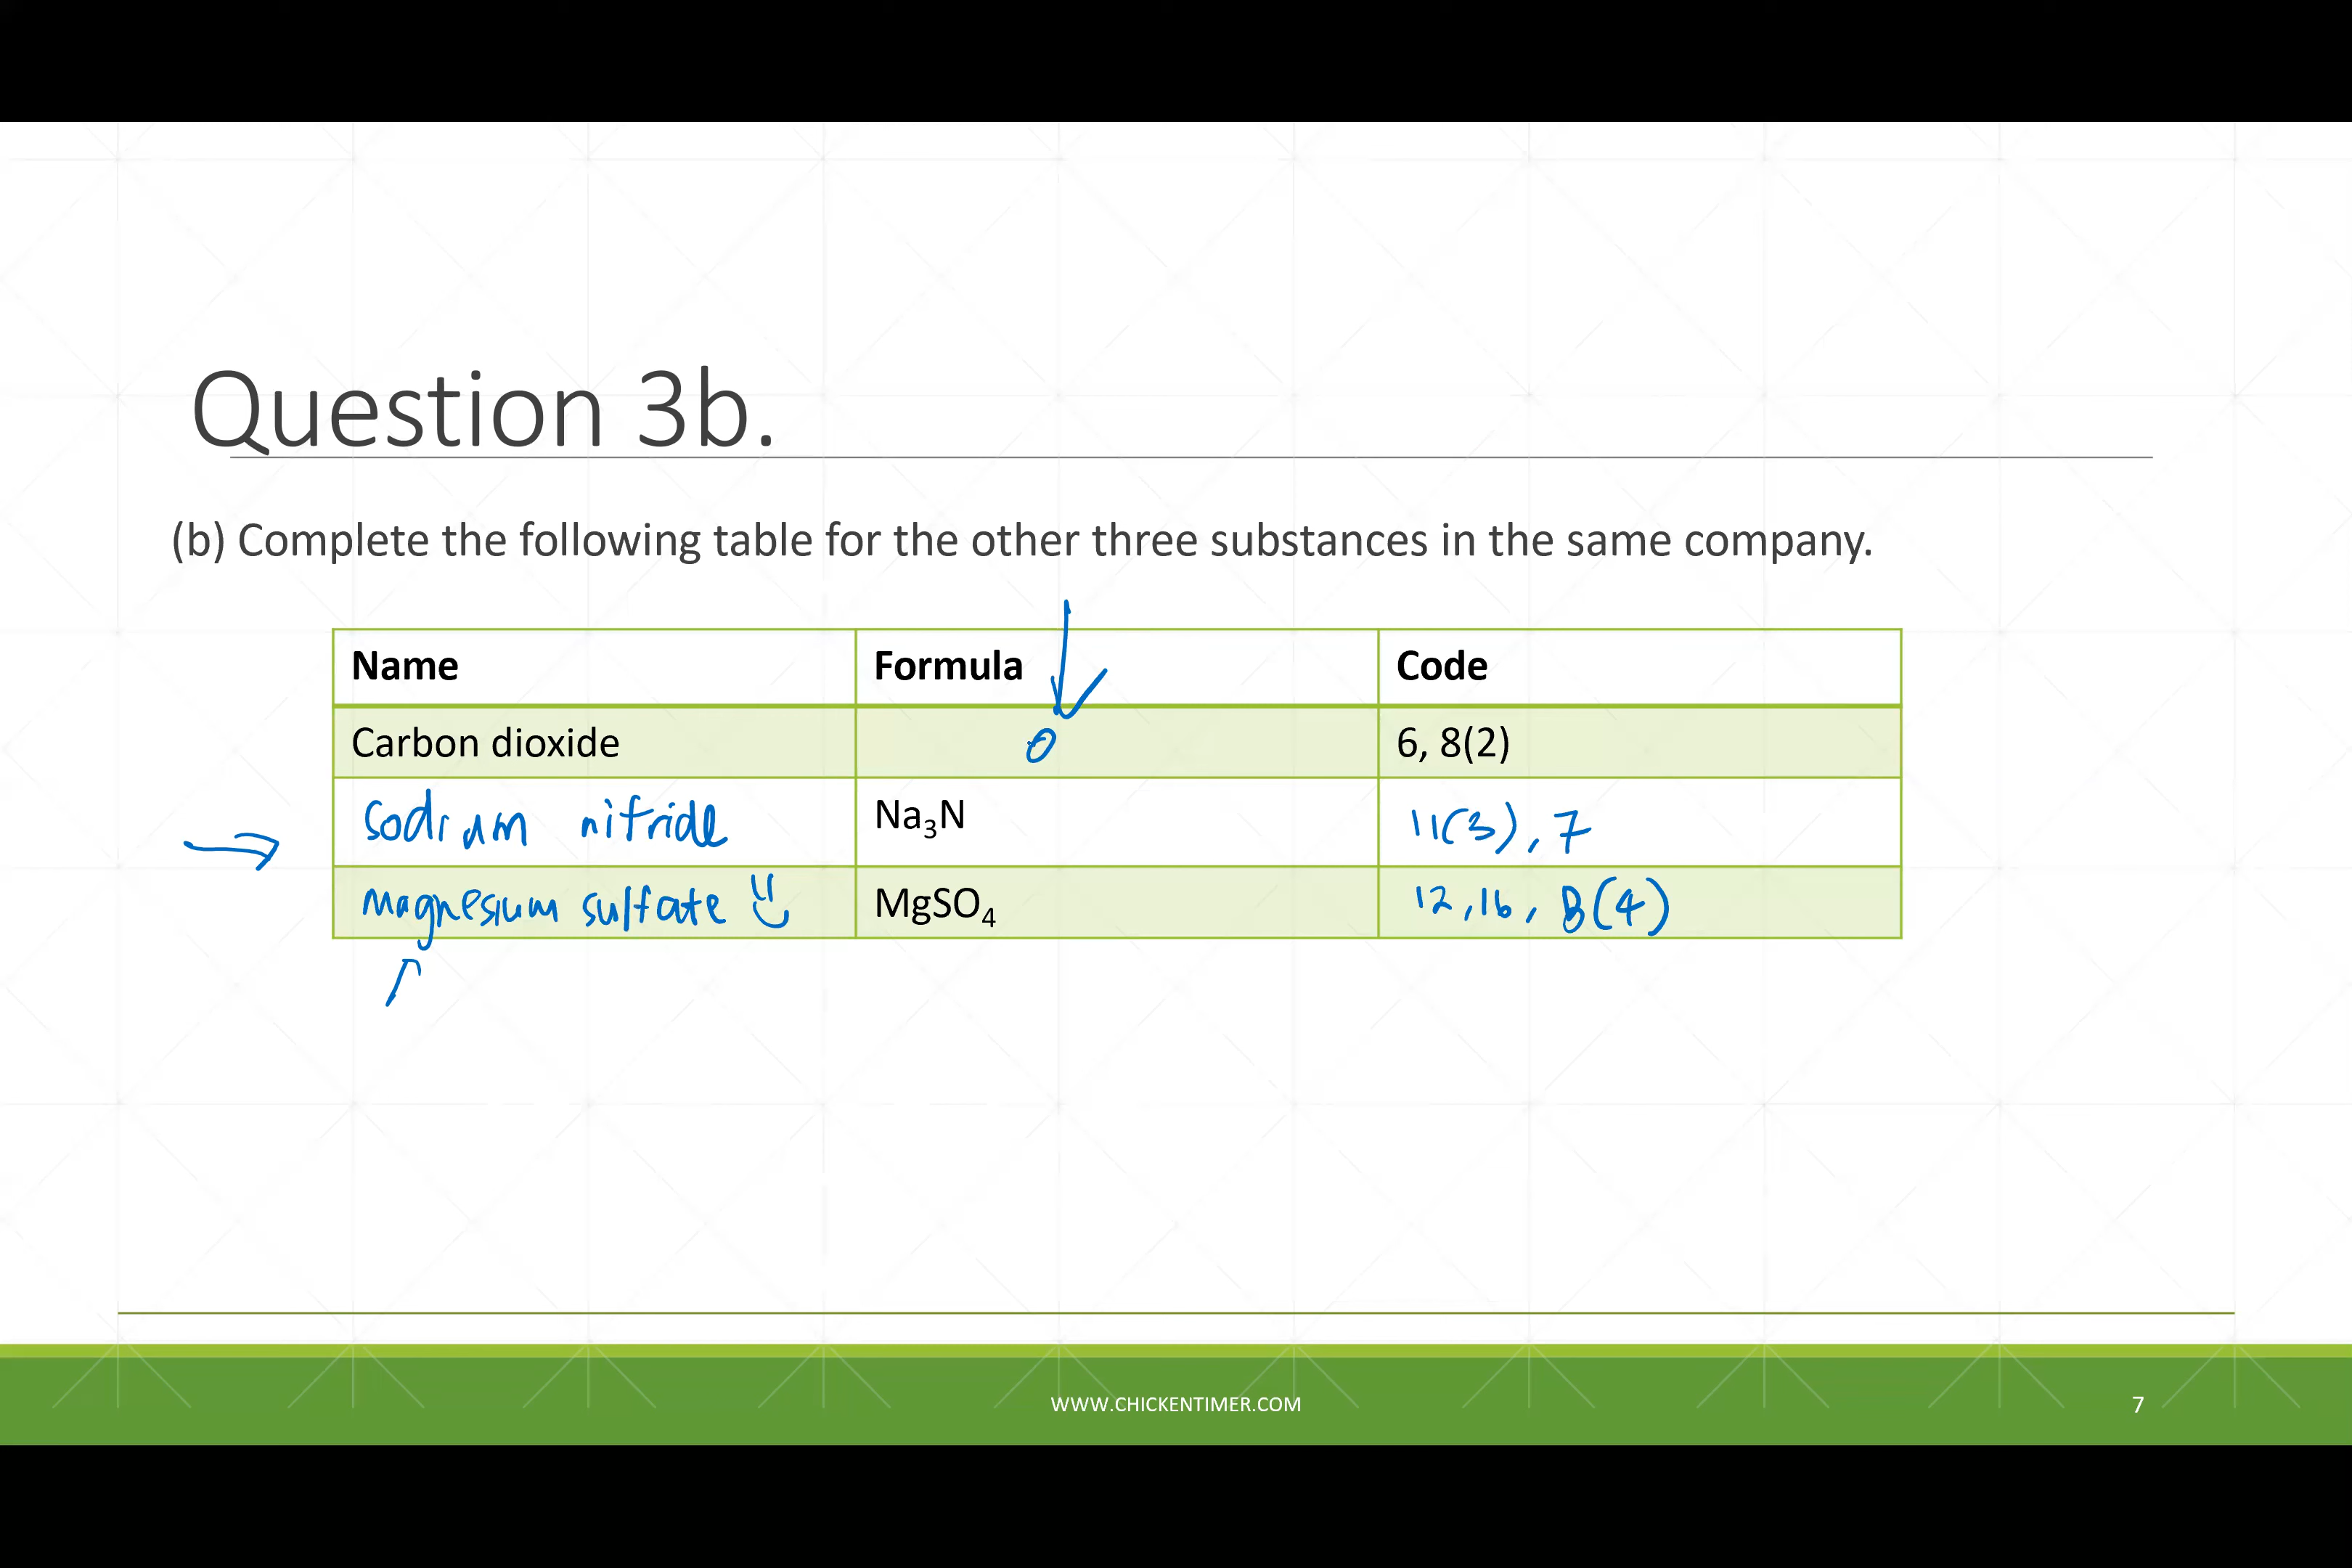 Question 3b.
(b) Complete the following table for the other three substances in the same company.
Name Formula Code
Carbon dioxide O 6, 8(2)
sodium nitride Na₃N 11(3), 7
magnesium sulfate MgSO₄ 12, 16, 8(4)
WWW.CHICKENTIMER.COM 7